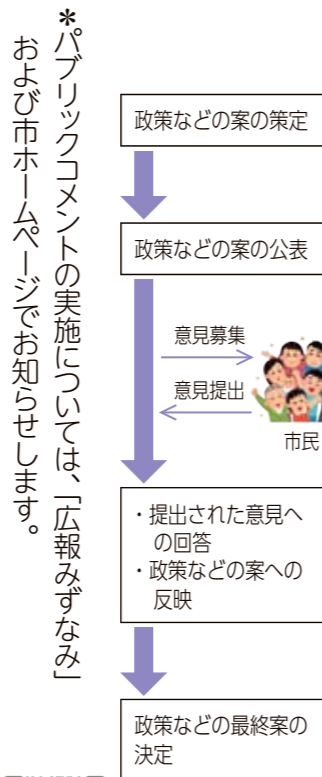 ＊パブリックコメントの実施については、「広報みずなみ」
および市ホームページでお知らせします。
政策などの案の策定
政策などの案の公表
意見募集
意見提出
市民
・提出された意見へ
の回答
・政策などの案への
反映
政策などの最終案の
決定